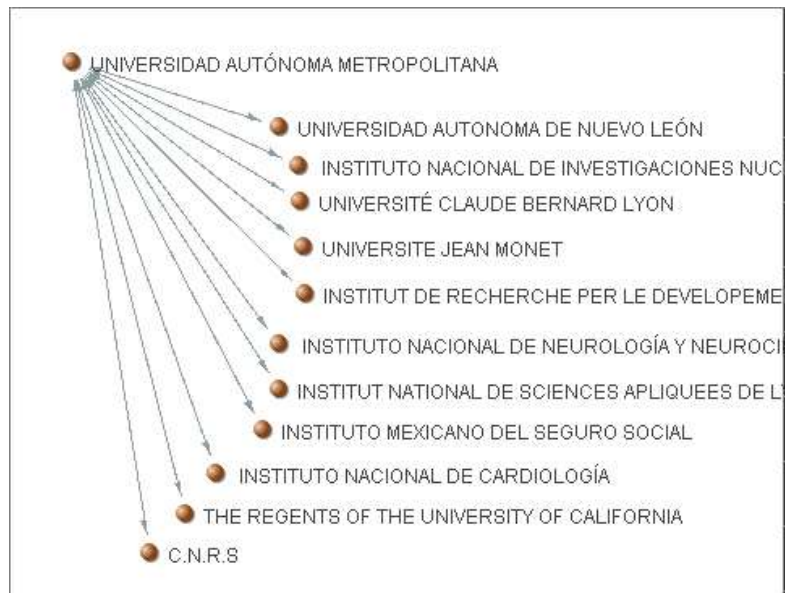 UNIVERSIDAD AUTÓNOMA METROPOLITANA
UNIVERSIDAD AUTONOMA DE NUEVO LEÓN
INSTITUTO NACIONAL DE INVESTIGACIONES NUC
UNIVERSITÉ CLAUDE BERNARD LYON
UNIVERSITE JEAN MONET
INSTITUT DE RECHERCHE PER LE DEVELOPEME
INSTITUTO NACIONAL DE NEUROLOGÍA Y NEUROCI
INSTITUT NATIONAL DE SCIENCES APLIQUEES DE LY
INSTITUTO MEXICANO DEL SEGURO SOCIAL
INSTITUTO NACIONAL DE CARDIOLOGÍA
THE REGENTS OF THE UNIVERSITY OF CALIFORNIA
C.N.R.S